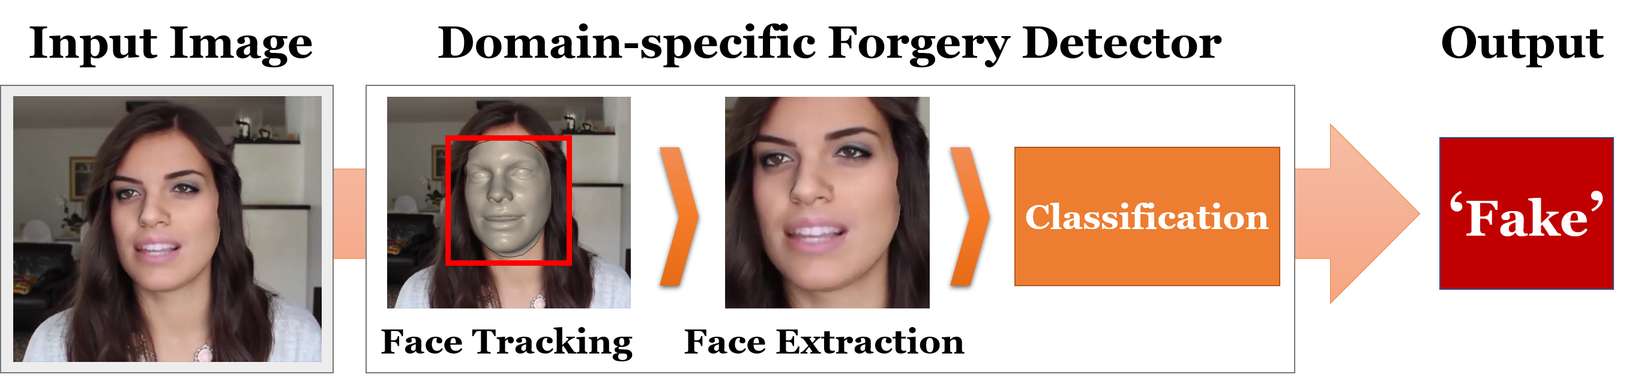 Input Image
Domain-specific Forgery Detector
Output
Classification
‘Fake’
Face Tracking
Face Extraction